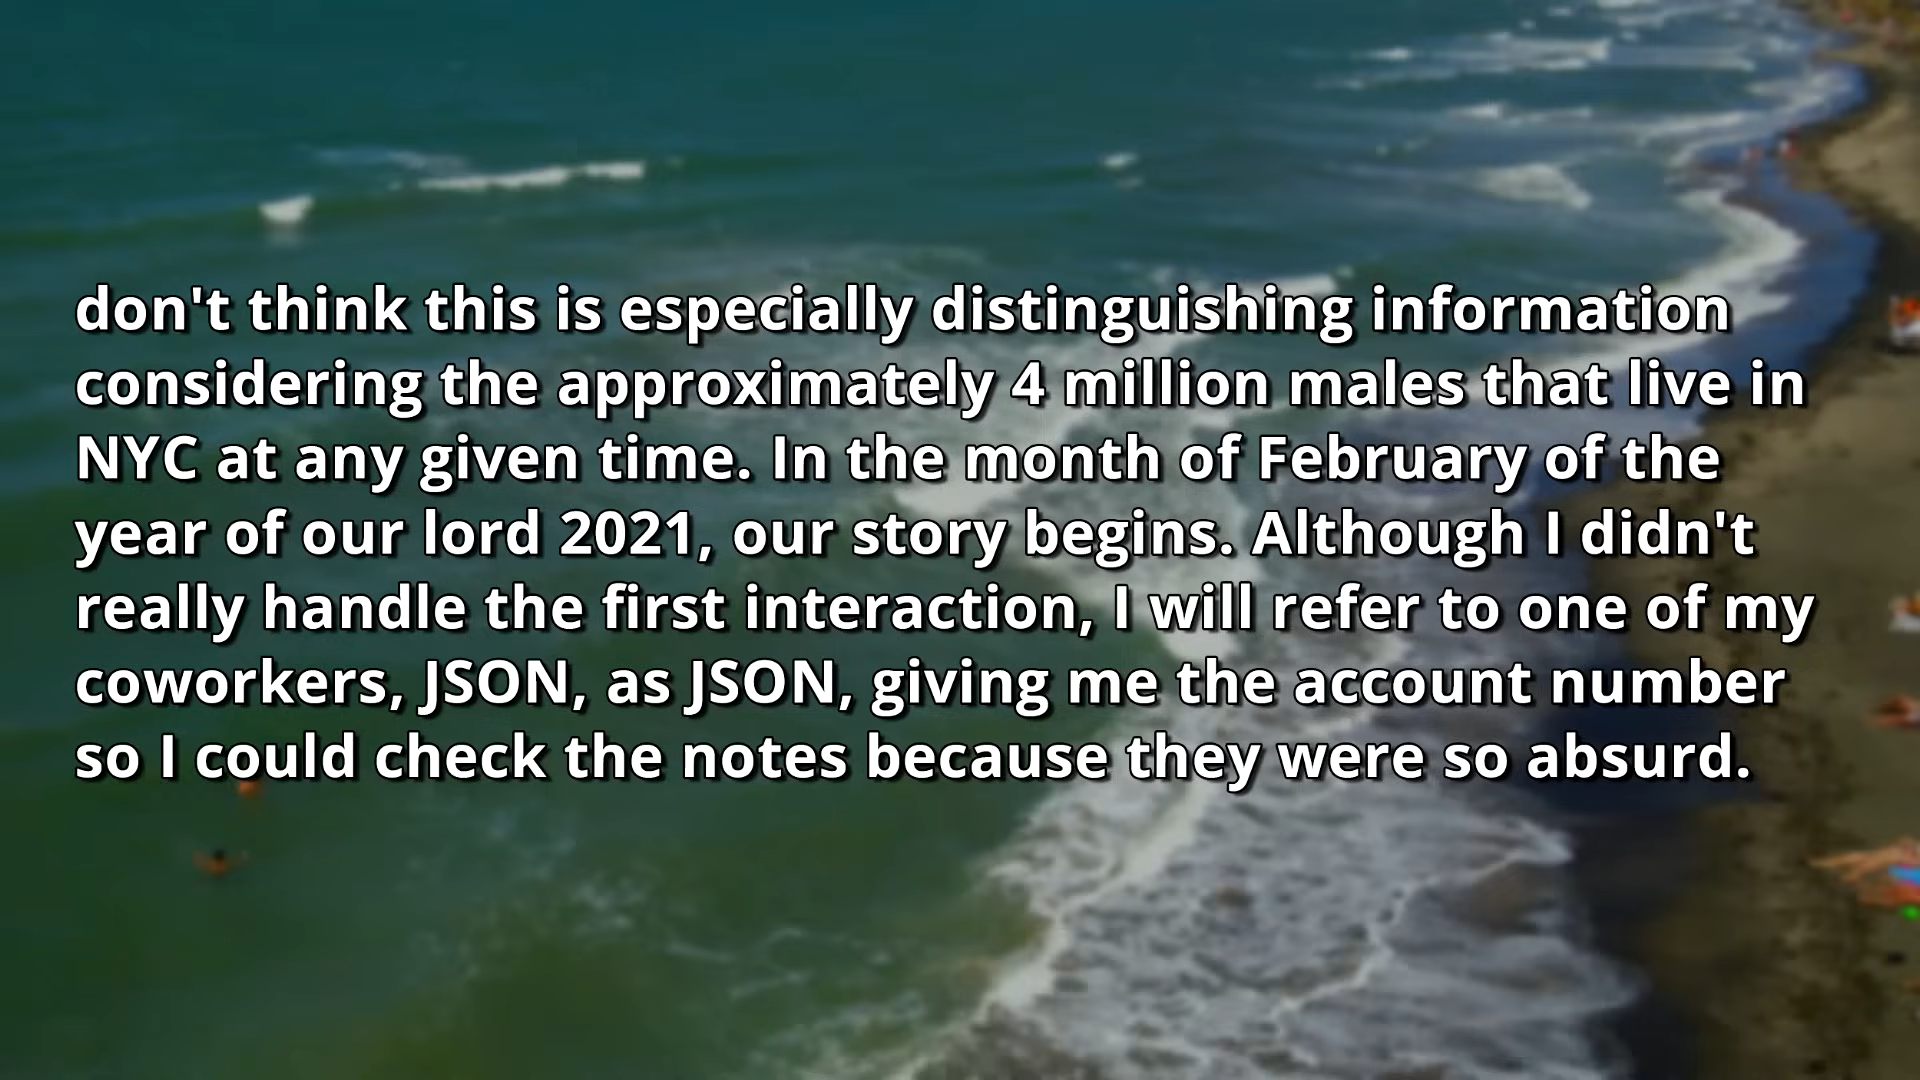 don't think this is especially distinguishing information
considering the approximately 4 million males that live in
NYC at any given time. In the month of February of the
year of our lord 2021, our story begins. Although I didn't
really handle the first interaction, I will refer to one of my
coworkers, JSON, as JSON, giving me the account number
so I could check the notes because they were so absurd.